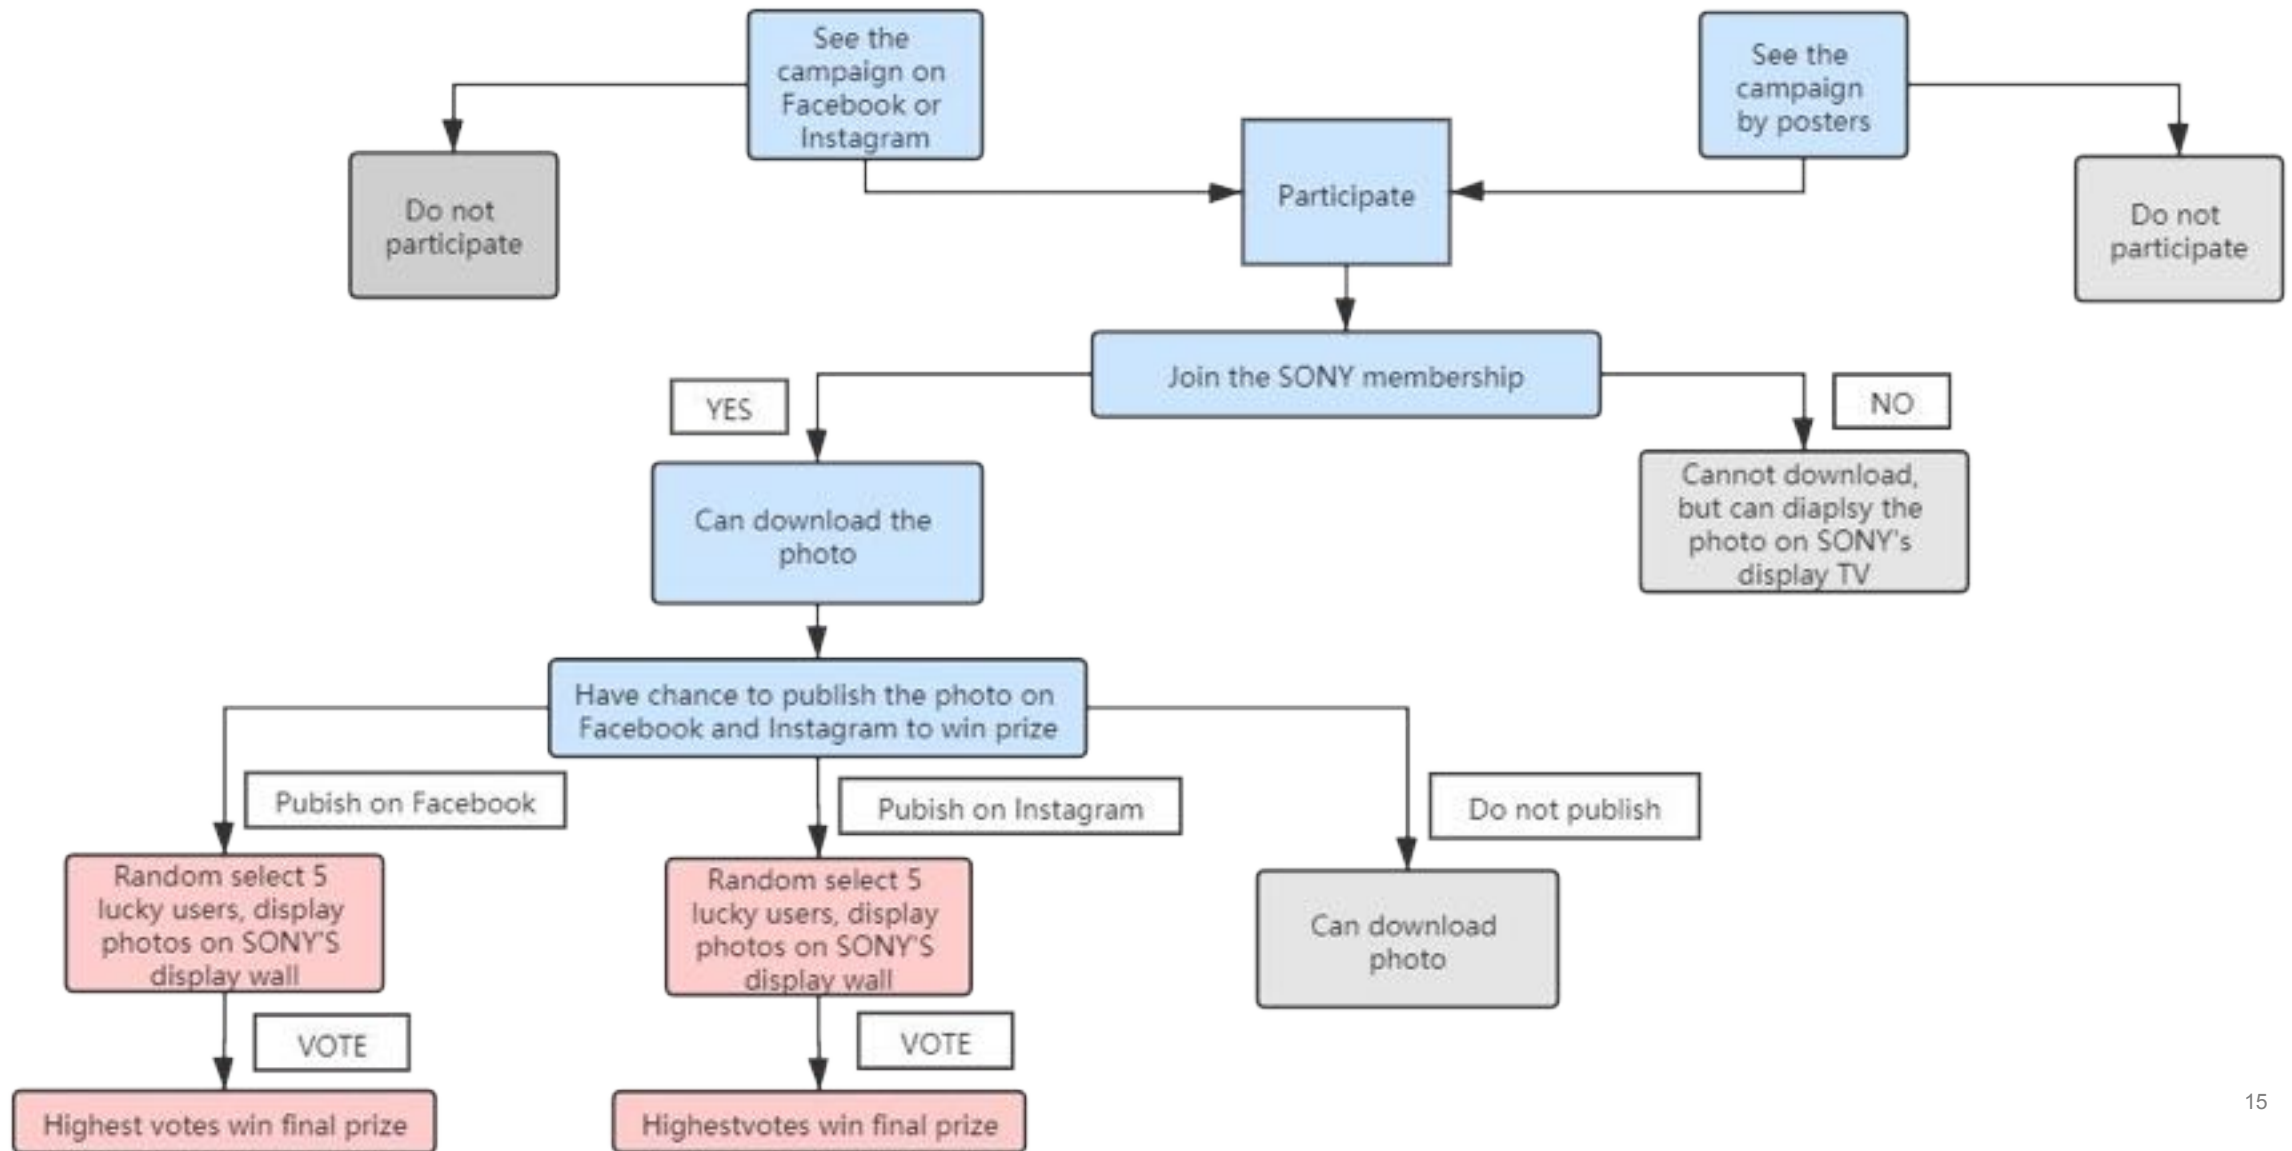 See the
campaign on
Facebook or
Instagram
See the
campaign
by posters
Participate
Do not
participate
Do not
participate
Join the SONY membership
YES
NO
Can download the
photo
Cannot download,
but can diaplsy the
photo on SONY's
display TV
Have chance to publish the photo on
Facebook and Instagram to win prize
Pubish on Facebook
Pubish on Instagram
Do not publish
Random select 5
lucky users, display
photos on SONY'S
display wall
Random select 5
lucky users, display
photos on SONY'S
display wall
Can download
photo
VOTE
VOTE
Highest votes win final prize
Highestvotes win final prize
15